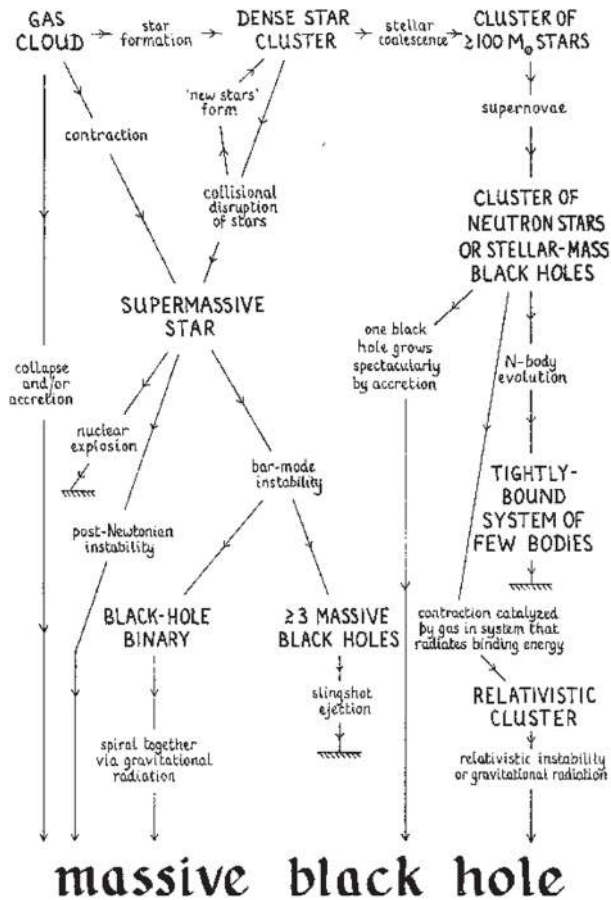 GAS
CLOUD
star
formation
DENSE STAR
CLUSTER
stellar
coalescence
CLUSTER OF
≥100 M⊙ STARS
'new stars'
form
contraction
supernovae
collisional
disruption
of stars
CLUSTER OF
NEUTRON STARS
OR STELLAR-MASS
BLACK HOLES
SUPERMASSIVE
STAR
one black
hole grows
spectacularly
by accretion
N-body
evolution
collapse
and/or
accretion
nuclear
explosion
bar-mode
instability
TIGHTLY-
BOUND
SYSTEM OF
FEW BODIES
post-Newtonian
instability
BLACK-HOLE
BINARY
≥3 MASSIVE
BLACK HOLES
contraction catalyzed
by gas in system that
radiates binding energy
slingshot
ejection
RELATIVISTIC
CLUSTER
spiral together
via gravitational
radiation
relativistic instability
or gravitational radiation
massive black hole